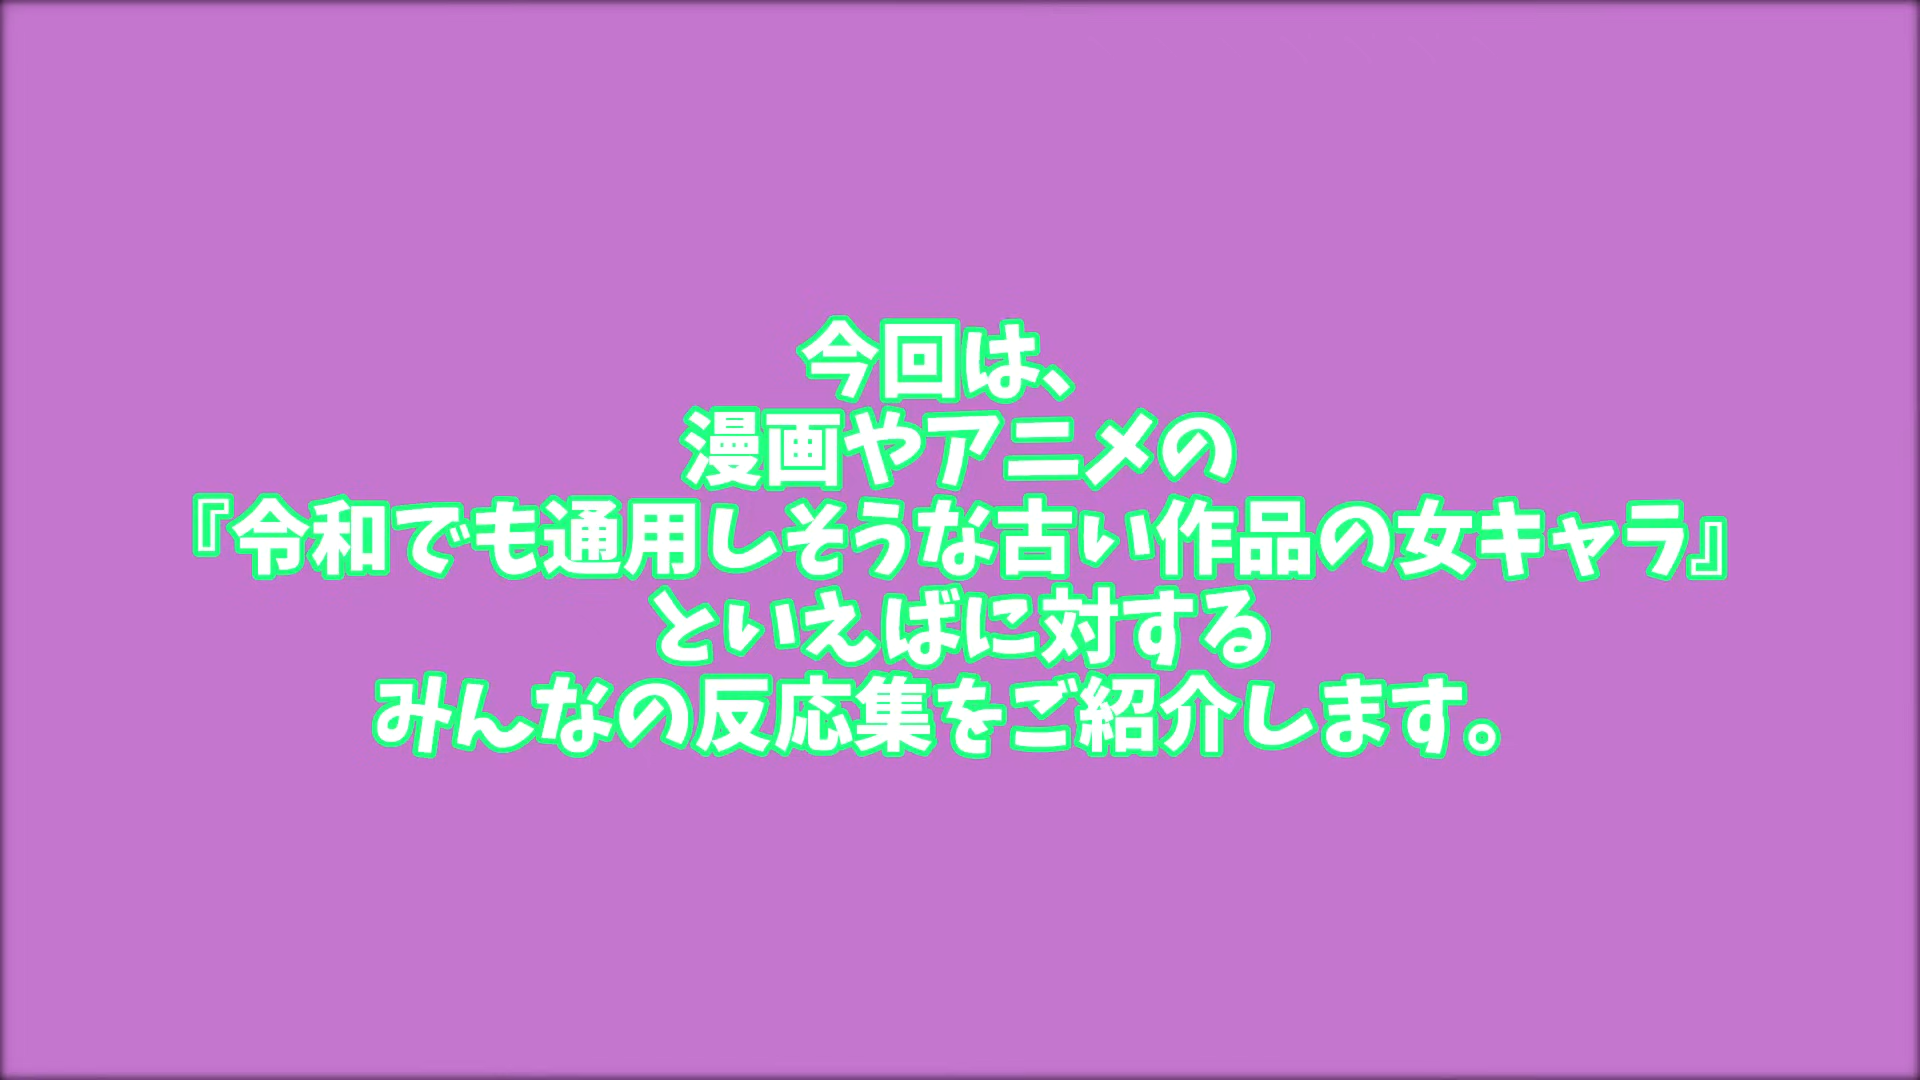 今回は、
漫画やアニメの
『令和でも通用しそうな古い作品の女キャラ』
といえばに対する
みんなの反応集をご紹介します。